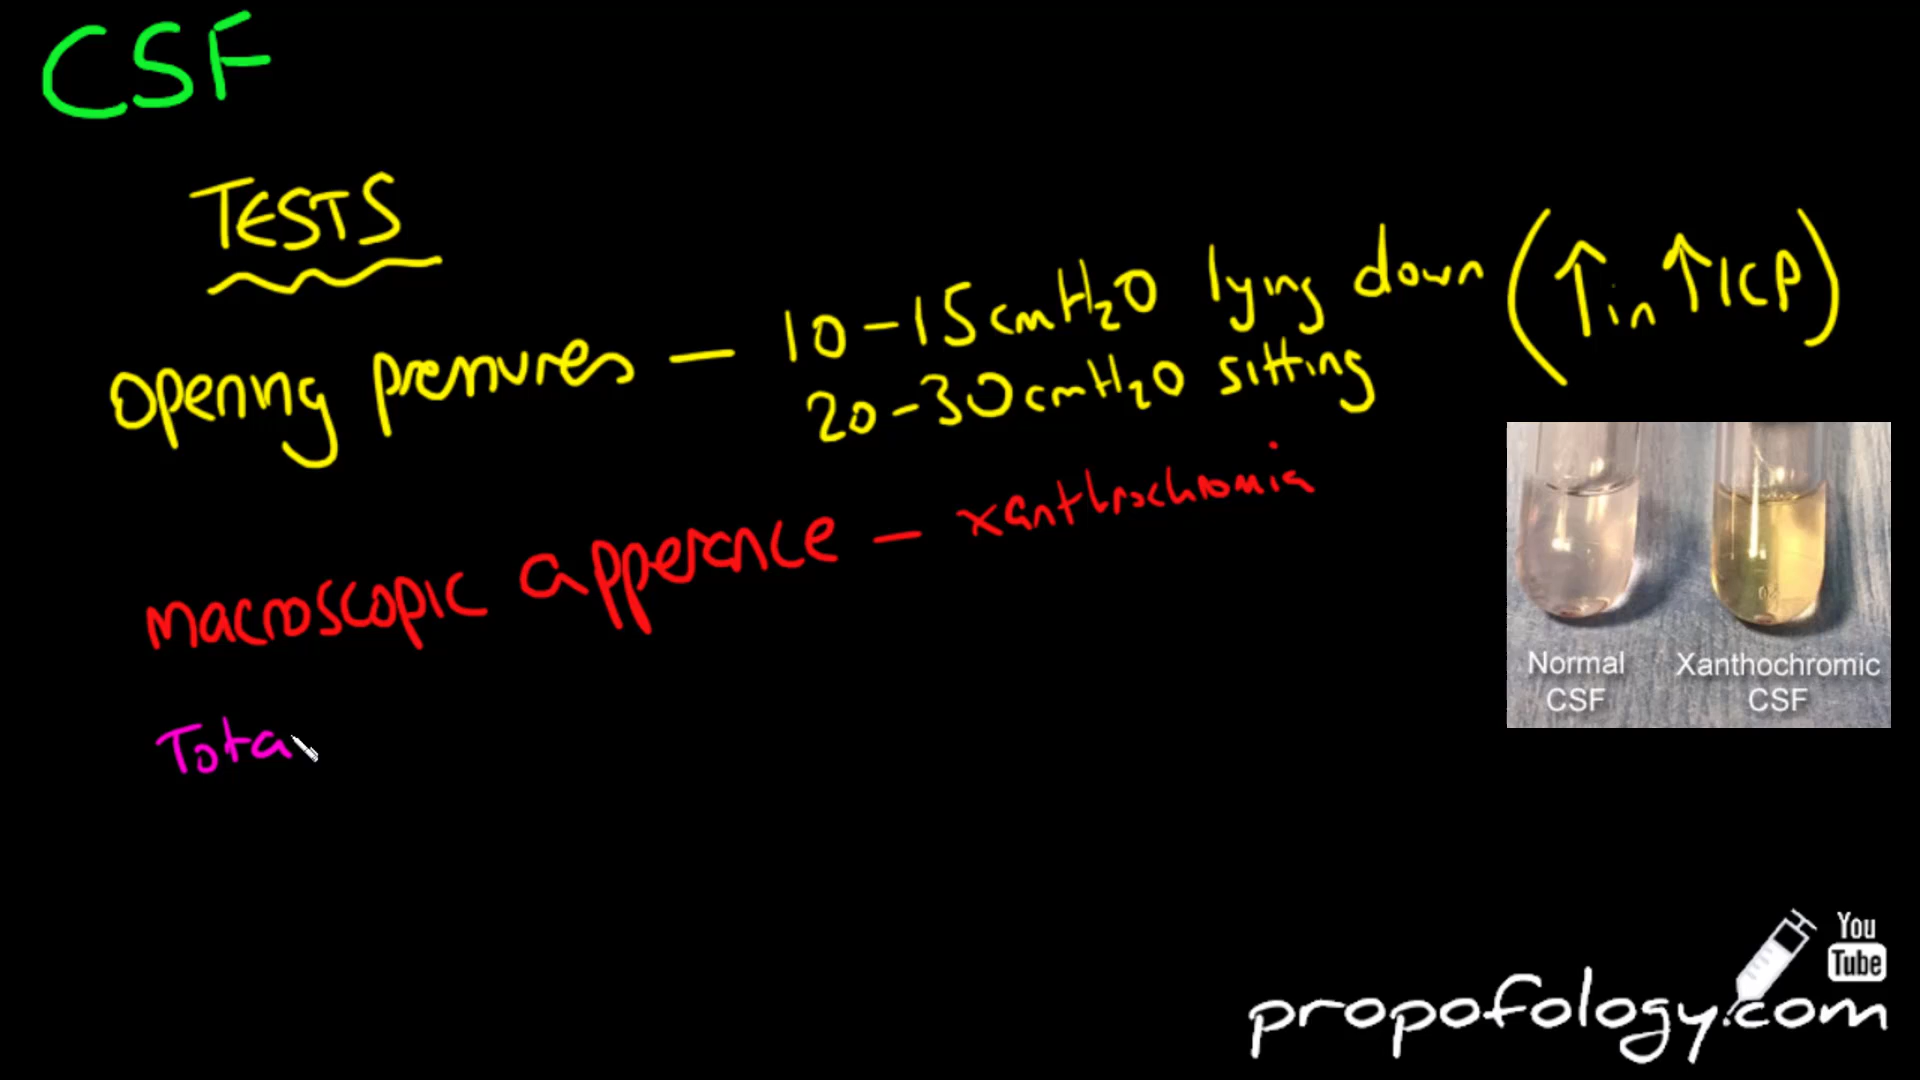 CSF
TESTS
Opening pressures — 10-15cmH₂O lying down (↑in ↑ICP)
20-30cmH₂O sitting
macroscopic apperance — xanthrochromia
Normal CSF
Xanthochromic CSF
Tota
You Tube
propofology.com